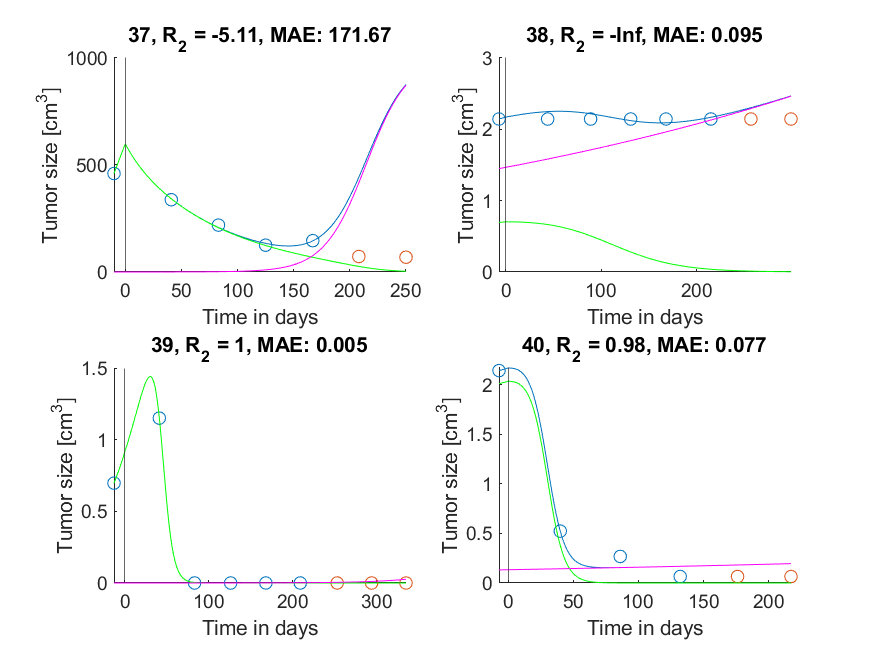 37, R2 = -5.11, MAE: 171.67
1000
500
0
Tumor size [cm3]
0 50 100 150 200 250
Time in days
38, R2 = -Inf, MAE: 0.095
3
2
1
0
Tumor size [cm3]
0 100 200
Time in days
39, R2 = 1, MAE: 0.005
1.5
1
0.5
0
Tumor size [cm3]
0 100 200 300
Time in days
40, R2 = 0.98, MAE: 0.077
2
1.5
1
0.5
0
Tumor size [cm3]
0 50 100 150 200
Time in days